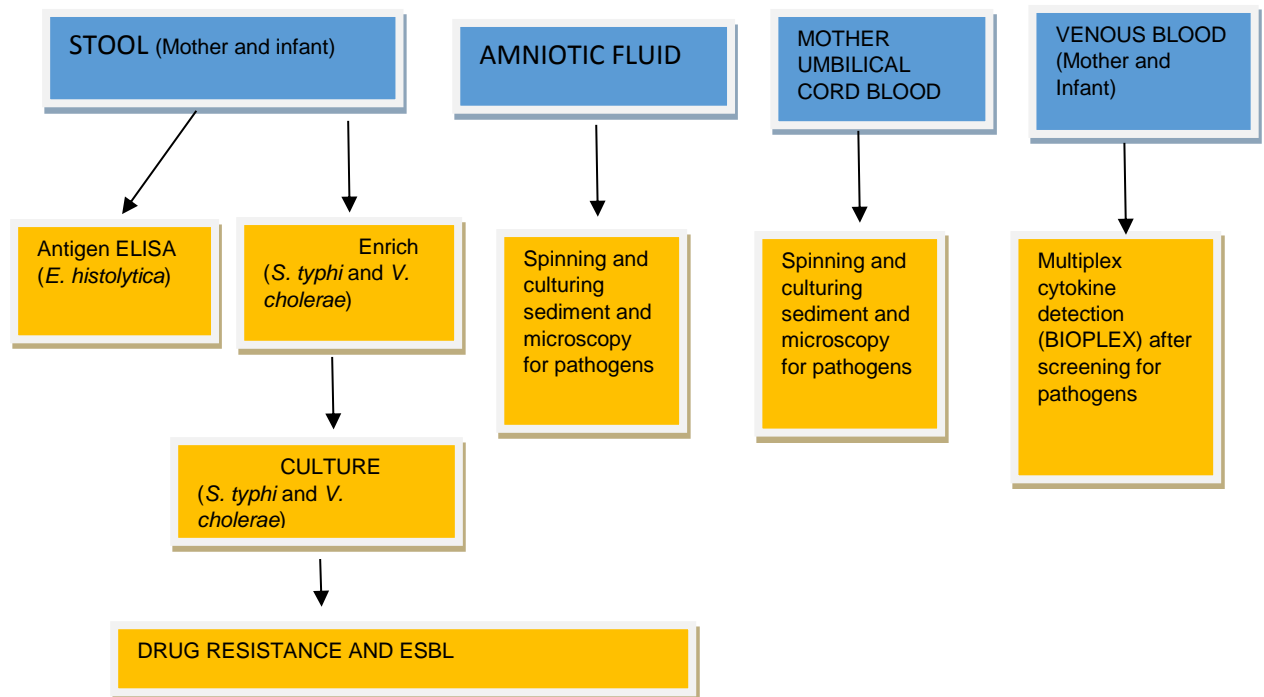 STOOL (Mother and infant)
AMNIOTIC FLUID
MOTHER
UMBILICAL
CORD BLOOD
VENOUS BLOOD
(Mother and
Infant)
Antigen ELISA
(E. histolytica)
Enrich
(S. typhi and V.
cholerae)
Spinning and
culturing
sediment and
microscopy
for pathogens
Spinning and
culturing
sediment and
microscopy
for pathogens
Multiplex
cytokine
detection
(BIOPLEX) after
screening for
pathogens
CULTURE
(S. typhi and V.
cholerae)
DRUG RESISTANCE AND ESBL